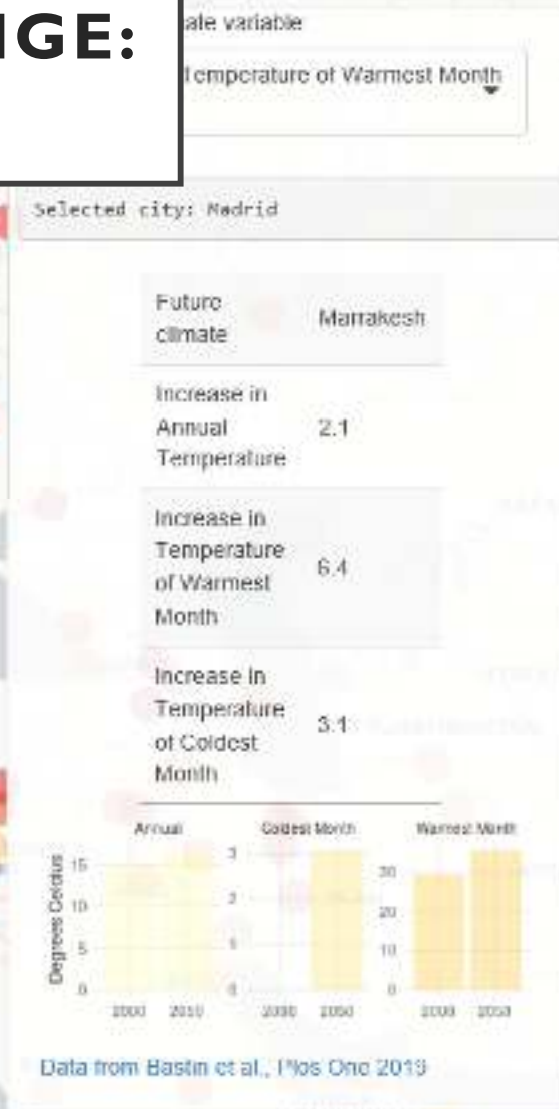 NGE:
ate variable
Temperature of Warmest Month
Selected city: Madrid
Future
climate
Marrakesh
Increase in
Annual
Temperature
2.1
Increase in
Temperature
of Warmest
Month
6.4
Increase in
Temperature
of Coldest
Month
3.1
Annual
Coldest Month
Warmest Month
Degrees Celcius
15
10
5
0
3
2
1
0
30
20
10
0
2000 2050
2000 2050
2000 2050
Data from Bastin et al., Plos One 2019